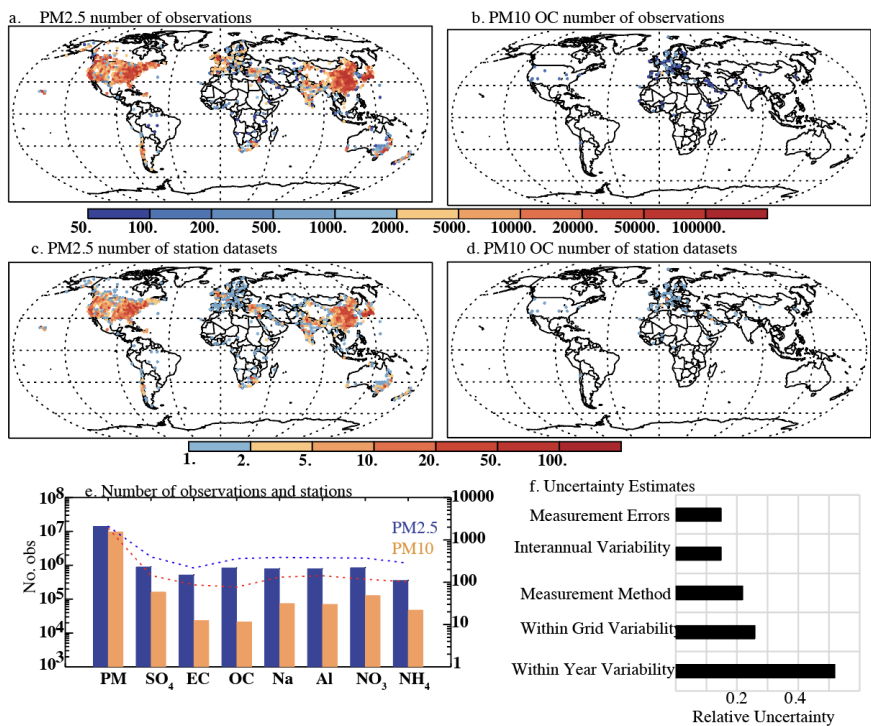 a. PM2.5 number of observations
b. PM10 OC number of observations
50. 100. 200. 500. 1000. 2000. 5000. 10000. 20000. 50000. 100000.
c. PM2.5 number of station datasets
d. PM10 OC number of station datasets
1. 2. 5. 10. 20. 50. 100.
e. Number of observations and stations
No. obs
10⁸
10⁷
10⁶
10⁵
10⁴
10³
PM2.5
PM10
10000
1000
100
10
1
PM SO₄ EC OC Na Al NO₃ NH₄
f. Uncertainty Estimates
Measurement Errors
Interannual Variability
Measurement Method
Within Grid Variability
Within Year Variability
0.2 0.4
Relative Uncertainty